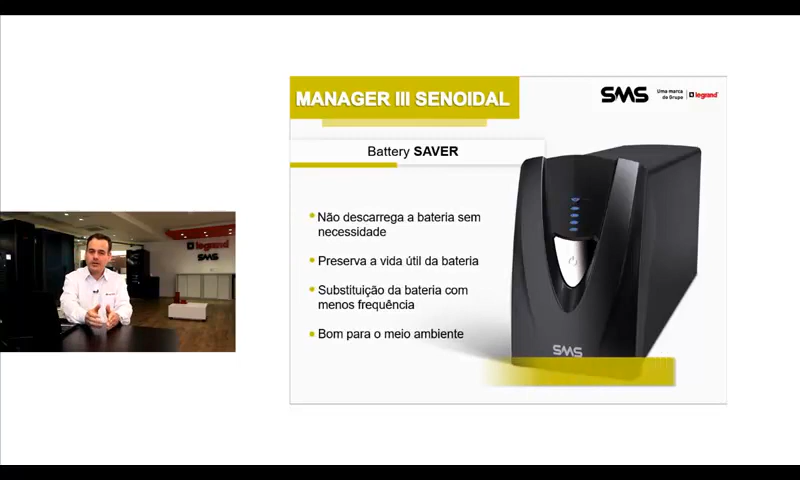 MANAGER III SENOIDAL
SMS
Uma marca
do Grupo
legrand
Battery SAVER
Não descarrega a bateria sem
necessidade
Preserva a vida útil da bateria
Substituição da bateria com
menos frequência
Bom para o meio ambiente
SMS
legrand
SMS